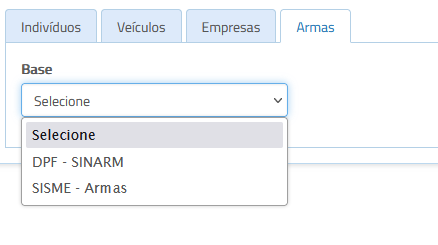 Indivíduos Veículos Empresas Armas
Base
Selecione
Selecione
DPF - SINARM
SISME - Armas